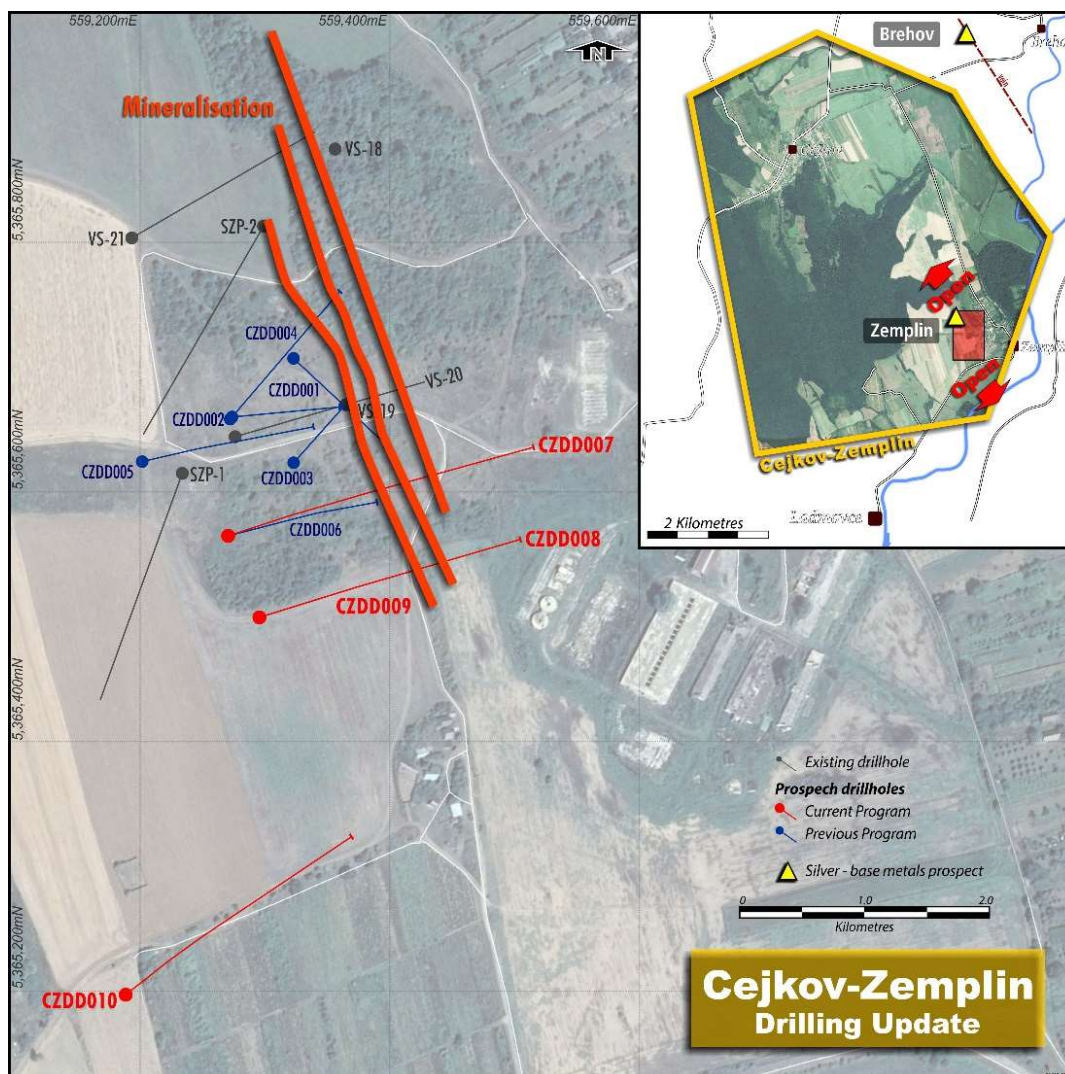 559,200mE
559,400mE
559,600mE
N
Mineralisation
VS-18
5,365,800mN
VS-21
SZP-2
CZDD004
CZDD001
VS-20
CZDD002
VS-19
5,365,600mN
CZDD005
SZP-1
CZDD003
CZDD007
CZDD006
CZDD008
CZDD009
5,365,400mN
5,365,200mN
CZDD010
Brehov
Vein
Open
Zemplin
Open
Cejkov-Zemplin
2 Kilometres
Existing drillhole
Prospech drillholes
Current Program
Previous Program
Silver - base metals prospect
0 1.0 2.0
Kilometres
Cejkov-Zemplin
Drilling Update